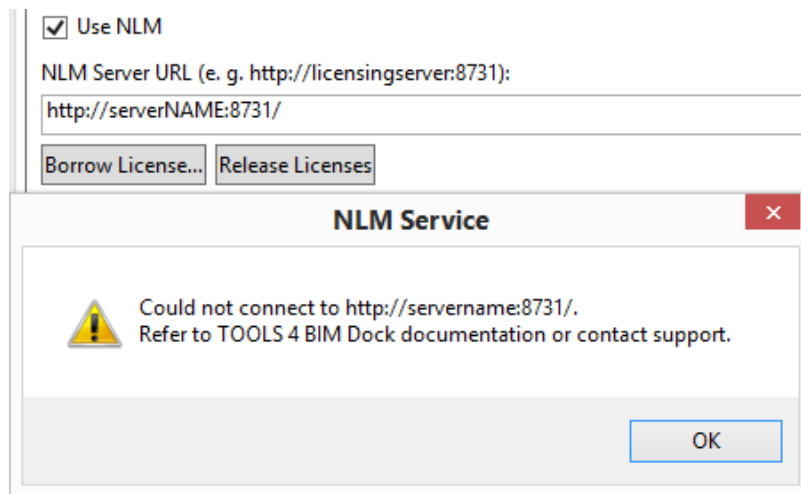 Use NLM
NLM Server URL (e. g. http://licensingserver:8731):
http://serverNAME:8731/
Borrow License... Release Licenses
NLM Service
Could not connect to http://servername:8731/.
Refer to TOOLS 4 BIM Dock documentation or contact support.
OK